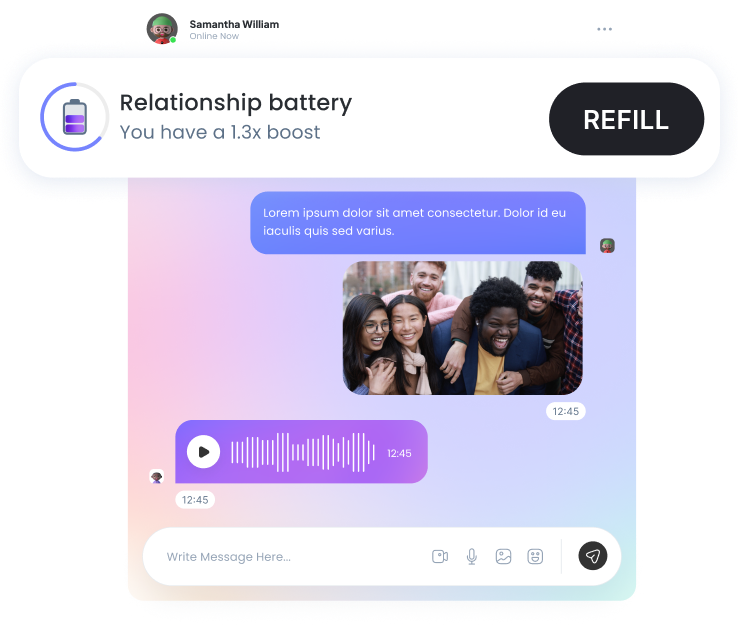 Samantha William
Online Now
Relationship battery
You have a 1.3x boost
REFILL
Lorem ipsum dolor sit amet consectetur. Dolor id eu
iaculis quis sed varius.
12:45
12:45
12:45
Write Message Here...